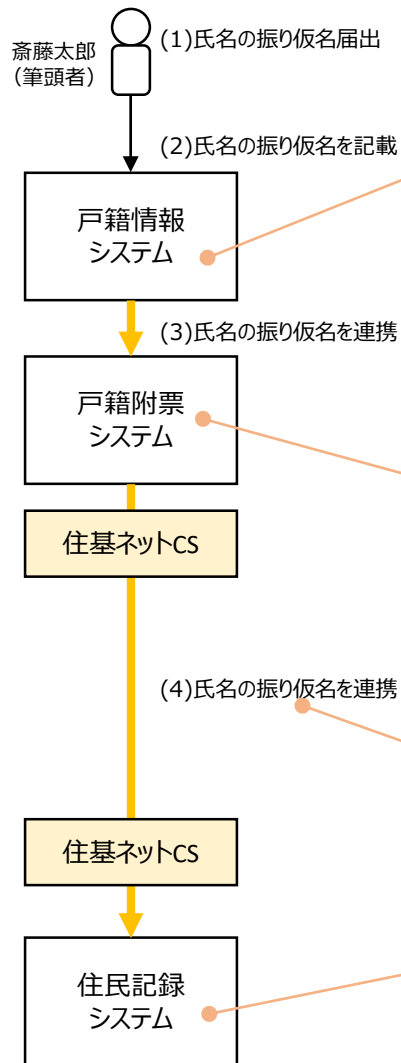 (1)氏名の振り仮名届出
斎藤太郎
（筆頭者）
(2)氏名の振り仮名を記載
戸籍情報
システム
(3)氏名の振り仮名を連携
戸籍附票
システム
住基ネットCS
(4)氏名の振り仮名を連携
住基ネットCS
住民記録
システム